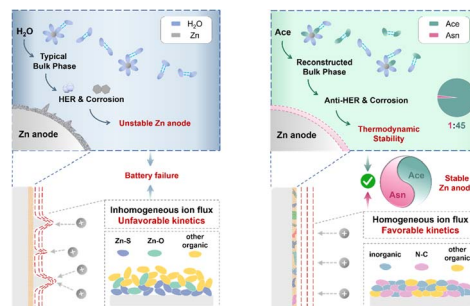 H₂O
Zn
H₂O
Typical
Bulk Phase
HER & Corrosion
Unstable Zn anode
Zn anode
Battery failure
Inhomogeneous ion flux
Unfavorable kinetics
Zn-S
Zn-O
other
organic
Ace
Asn
Ace
Reconstructed
Bulk Phase
Anti-HER & Corrosion
Thermodynamic
Stability
1:45
Zn anode
Ace
Asn
Stable
Zn anod
Homogeneous ion flux
Favorable kinetics
inorganic
N-C
other
organic